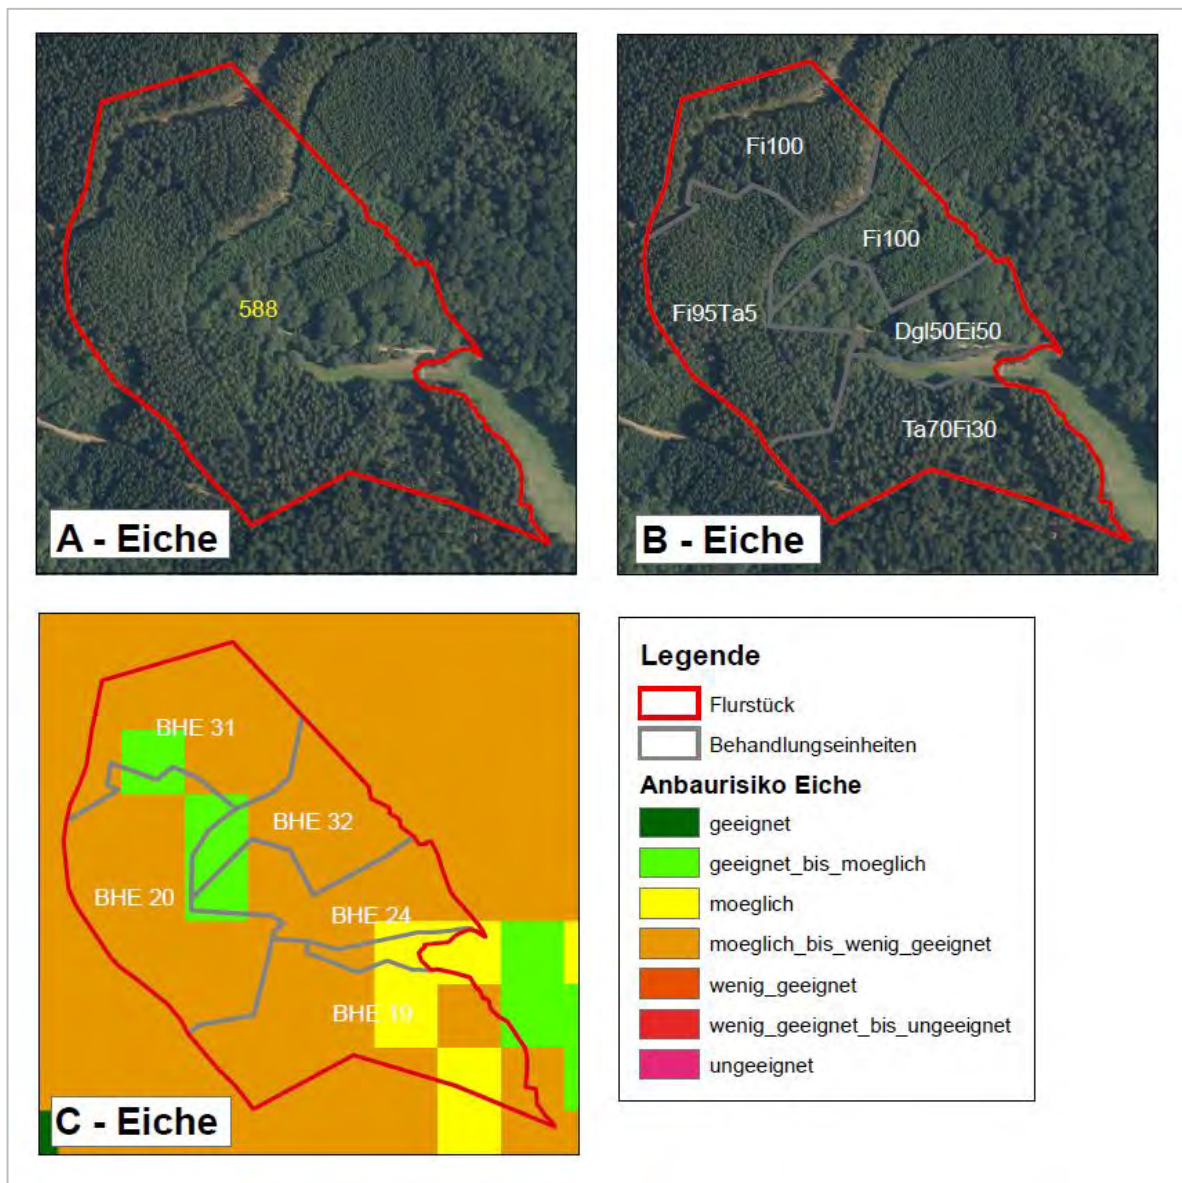 588
A - Eiche
Fi100
Fi100
Fi95Ta5
Dgl50Ei50
Ta70Fi30
B - Eiche
BHE 31
BHE 32
BHE 20
BHE 24
BHE 19
C - Eiche
Legende
Flurstück
Behandlungseinheiten
Anbaurisiko Eiche
geeignet
geeignet_bis_moeglich
moeglich
moeglich_bis_wenig_geeignet
wenig_geeignet
wenig_geeignet_bis_ungeeignet
ungeeignet